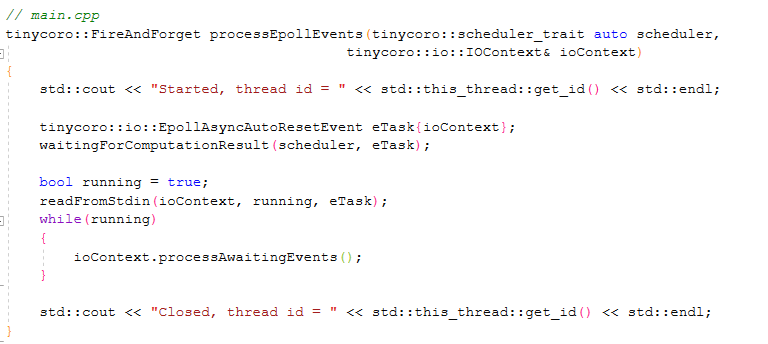 // main.cpp
tinycoro::FireAndForget processEpollEvents(tinycoro::scheduler_trait auto scheduler,
                                        tinycoro::io::IOContext& ioContext)
{
    std::cout << "Started, thread id = " << std::this_thread::get_id() << std::endl;

    tinycoro::io::EpollAsyncAutoResetEvent eTask{ioContext};
    waitingForComputationResult(scheduler, eTask);

    bool running = true;
    readFromStdin(ioContext, running, eTask);
    while(running)
    {
        ioContext.processAwaitingEvents();
    }

    std::cout << "Closed, thread id = " << std::this_thread::get_id() << std::endl;
}